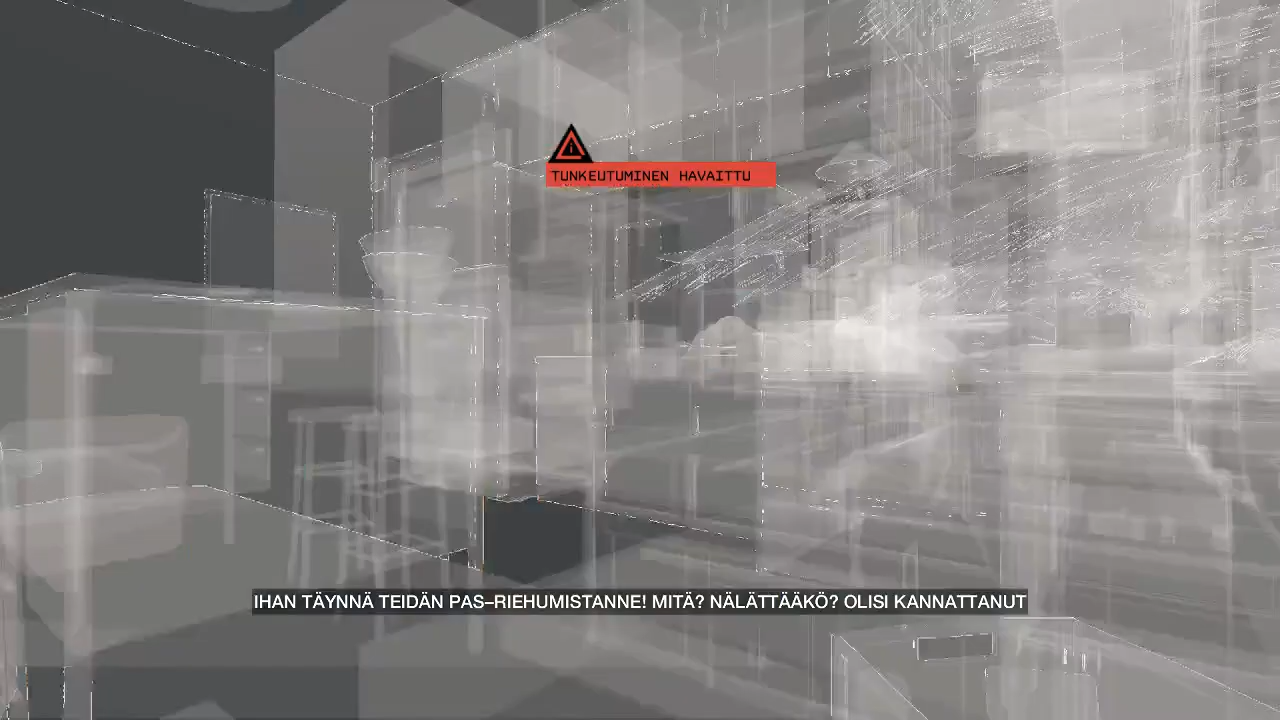 TUNKEUTUMINEN HAVAITTU
IHAN TÄYNNÄ TEIDÄN PAS–RIEHUMISTANNE! MITÄ? NÄLÄTTÄÄKÖ? OLISI KANNATTANUT